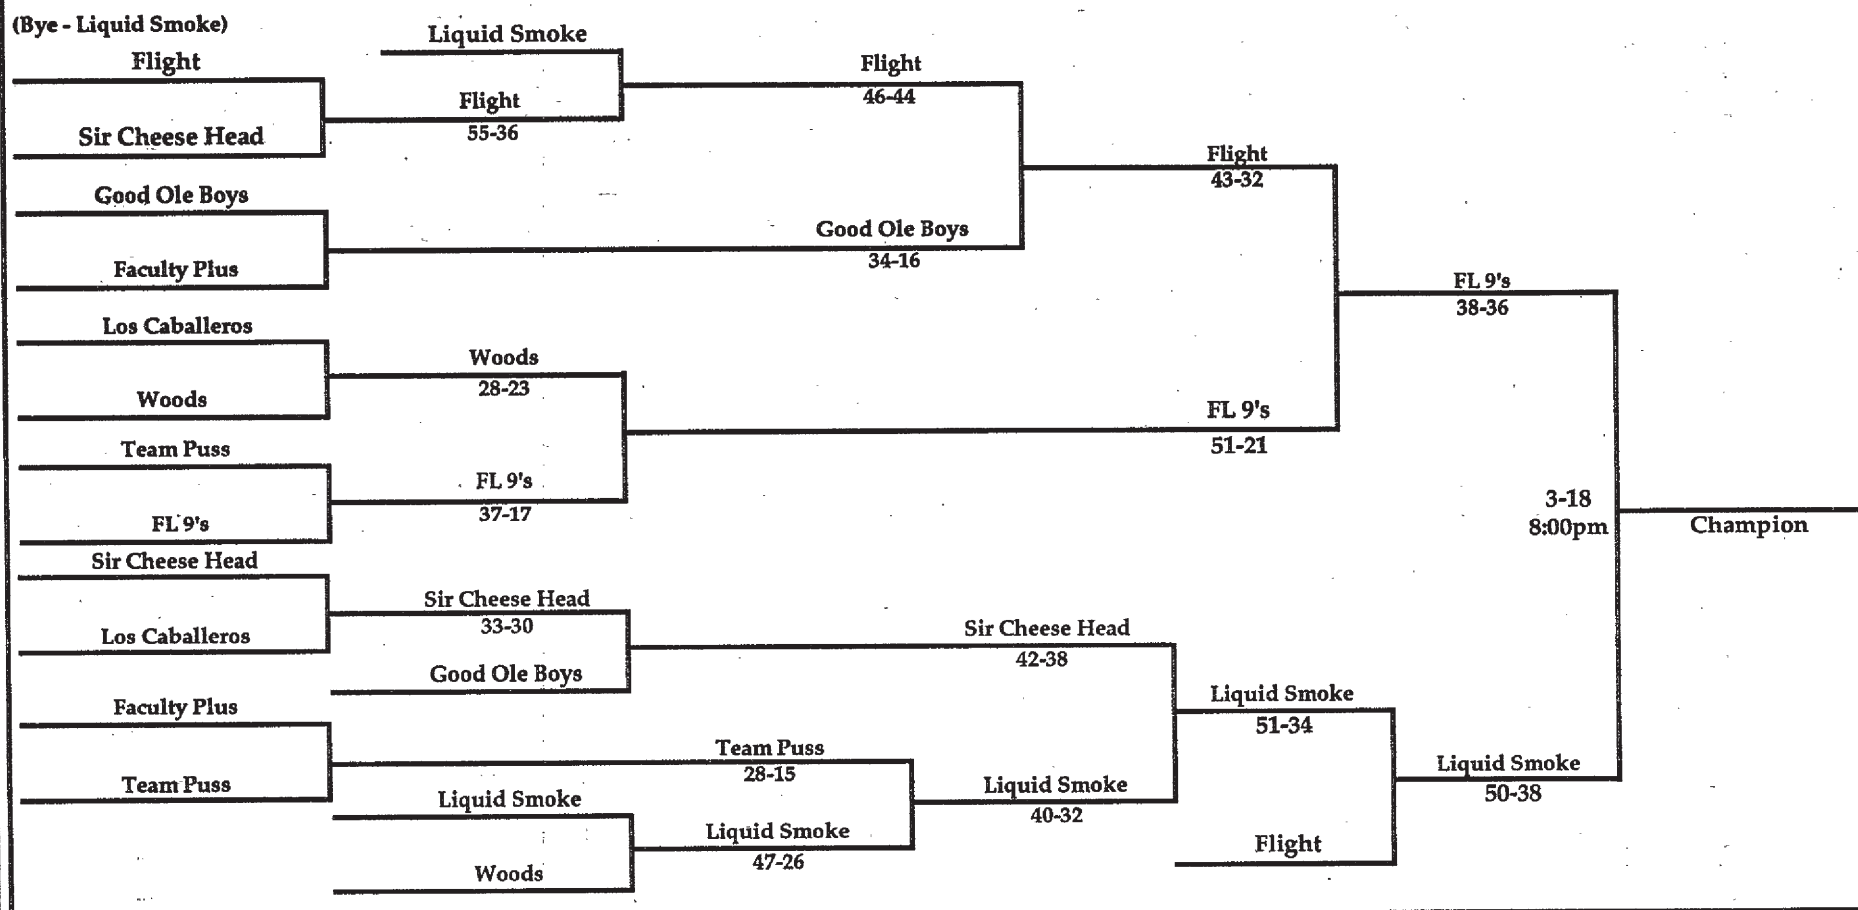 (Bye - Liquid Smoke)
Flight
Sir Cheese Head
Good Ole Boys
Faculty Plus
Los Caballeros
Woods
Team Puss
FL 9's
Sir Cheese Head
Los Caballeros
Faculty Plus
Team Puss
Liquid Smoke
Flight
55-36
Woods
28-23
FL 9's
37-17
Sir Cheese Head
33-30
Good Ole Boys
Liquid Smoke
Woods
Team Puss
28-15
Liquid Smoke
47-26
Flight
46-44
Good Ole Boys
34-16
Sir Cheese Head
42-38
Liquid Smoke
40-32
Flight
43-32
FL 9's
51-21
Liquid Smoke
51-34
Flight
FL 9's
38-36
Liquid Smoke
50-38
3-18
8:00pm
Champion